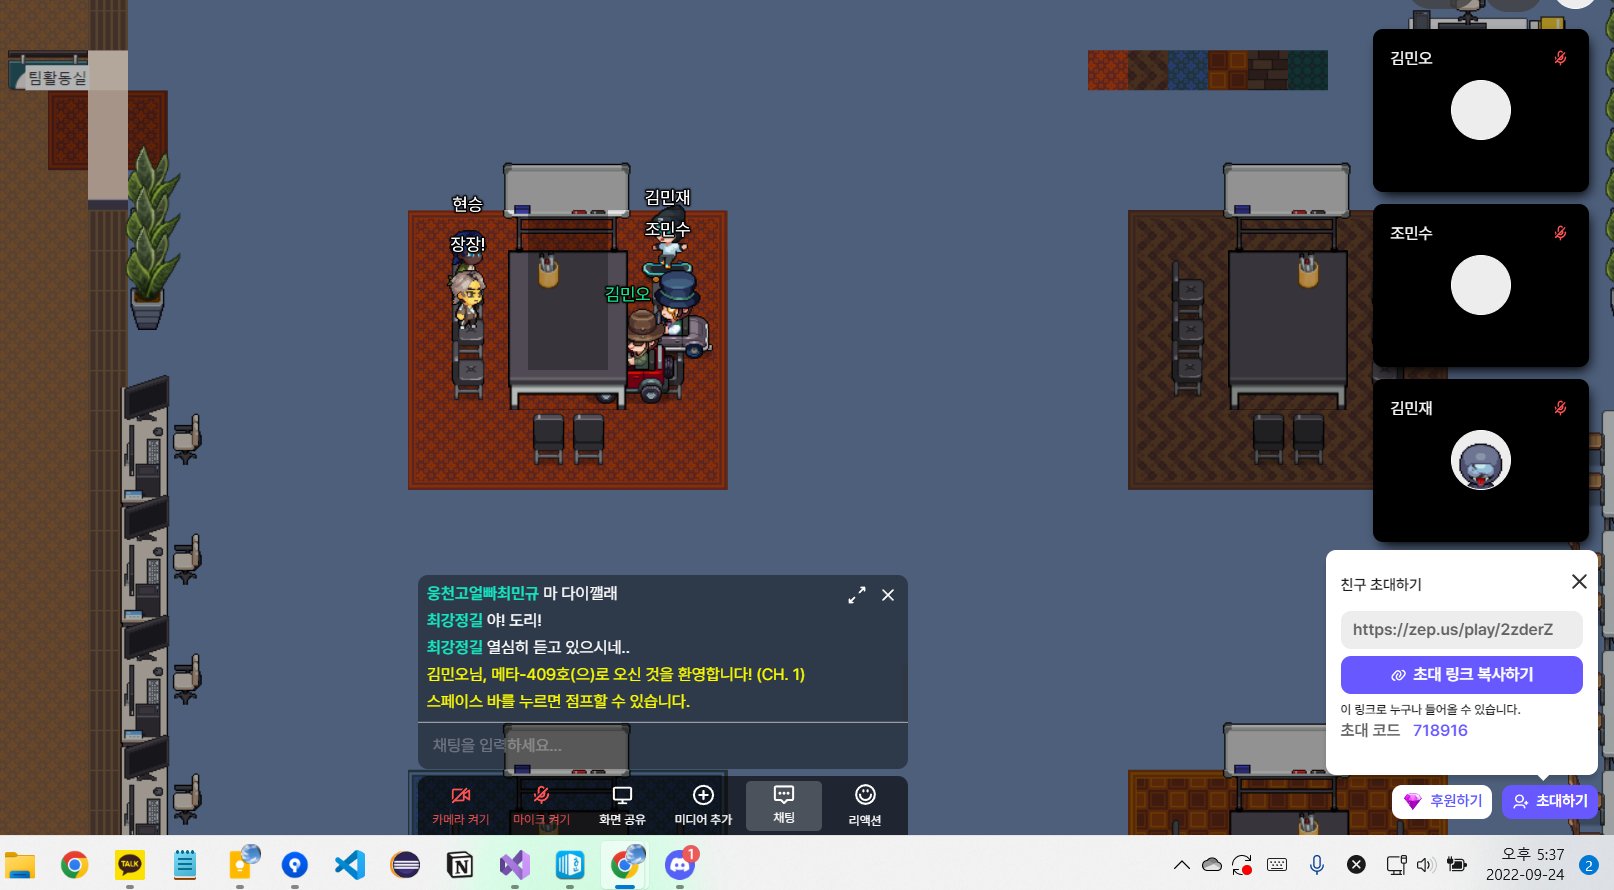 팀활동실
현승
장장!
김민재
조민수
김민오
김민오
조민수
김민재
웅천고얼빠최민규 마 다이깰래
최강정길 야! 도리!
최강정길 열심히 듣고 있으시네..
김민오님, 메타-409호(으)로 오신 것을 환영합니다! (CH. 1)
스페이스 바를 누르면 점프할 수 있습니다.
채팅을 입력하세요...
카메라 켜기
마이크 켜기
화면 공유
미디어 추가
채팅
리액션
친구 초대하기
https://zep.us/play/2zderZ
초대 링크 복사하기
이 링크로 누구나 들어올 수 있습니다.
초대 코드 718916
후원하기
초대하기
TALK
1
오후 5:37
2022-09-24
2